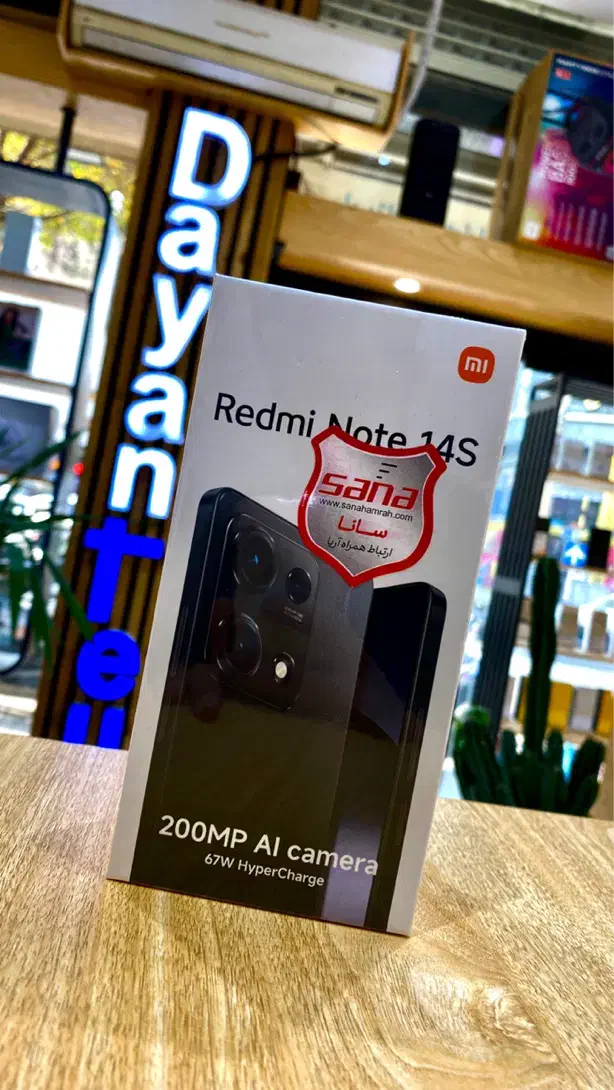 Dayantel
mi
Redmi Note 14S
sana
www.sanahamrah.com
سانا
ارتباط همراه آریا
200MP AI camera
67W HyperCharge